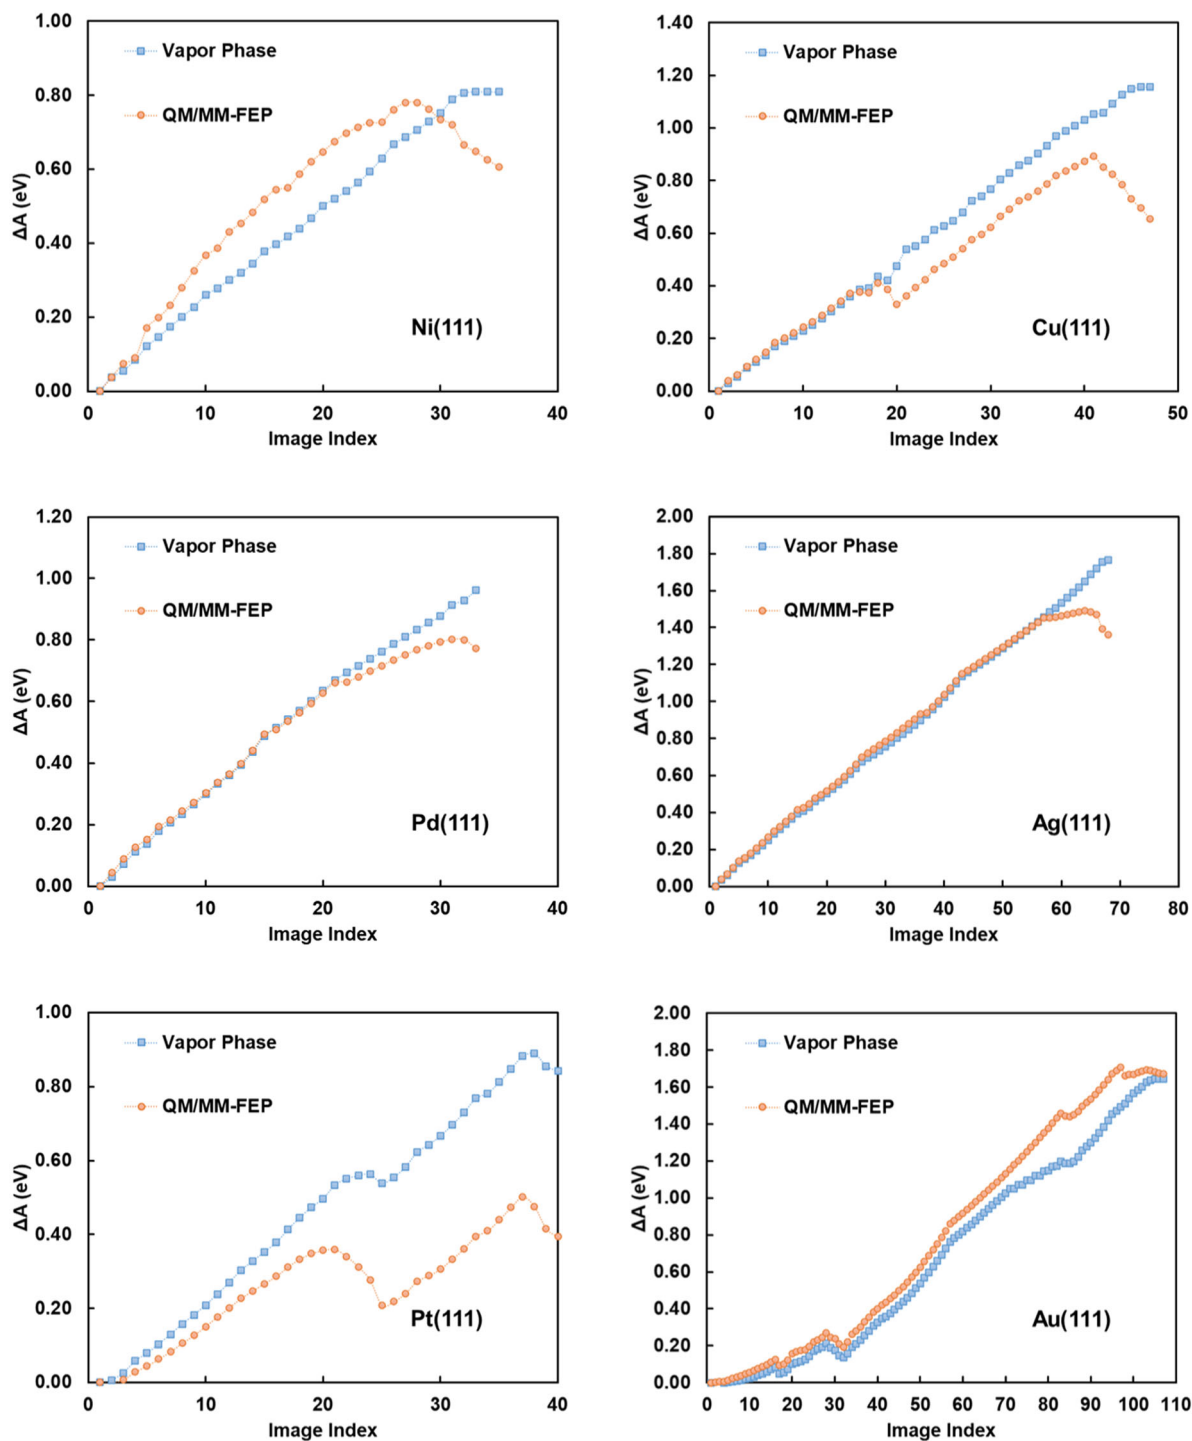 1.00
0.80
0.60
0.40
0.20
0.00
ΔA (eV)
Vapor Phase
QM/MM-FEP
Ni(111)
0 10 20 30 40
Image Index
1.40
1.20
1.00
0.80
0.60
0.40
0.20
0.00
ΔA (eV)
Vapor Phase
QM/MM-FEP
Cu(111)
0 10 20 30 40 50
Image Index
1.20
1.00
0.80
0.60
0.40
0.20
0.00
ΔA (eV)
Vapor Phase
QM/MM-FEP
Pd(111)
0 10 20 30 40
Image Index
2.00
1.80
1.60
1.40
1.20
1.00
0.80
0.60
0.40
0.20
0.00
ΔA (eV)
Vapor Phase
QM/MM-FEP
Ag(111)
0 10 20 30 40 50 60 70 80
Image Index
1.00
0.80
0.60
0.40
0.20
0.00
ΔA (eV)
Vapor Phase
QM/MM-FEP
Pt(111)
0 10 20 30 40
Image Index
2.00
1.80
1.60
1.40
1.20
1.00
0.80
0.60
0.40
0.20
0.00
ΔA (eV)
Vapor Phase
QM/MM-FEP
Au(111)
0 10 20 30 40 50 60 70 80 90 100 110
Image Index